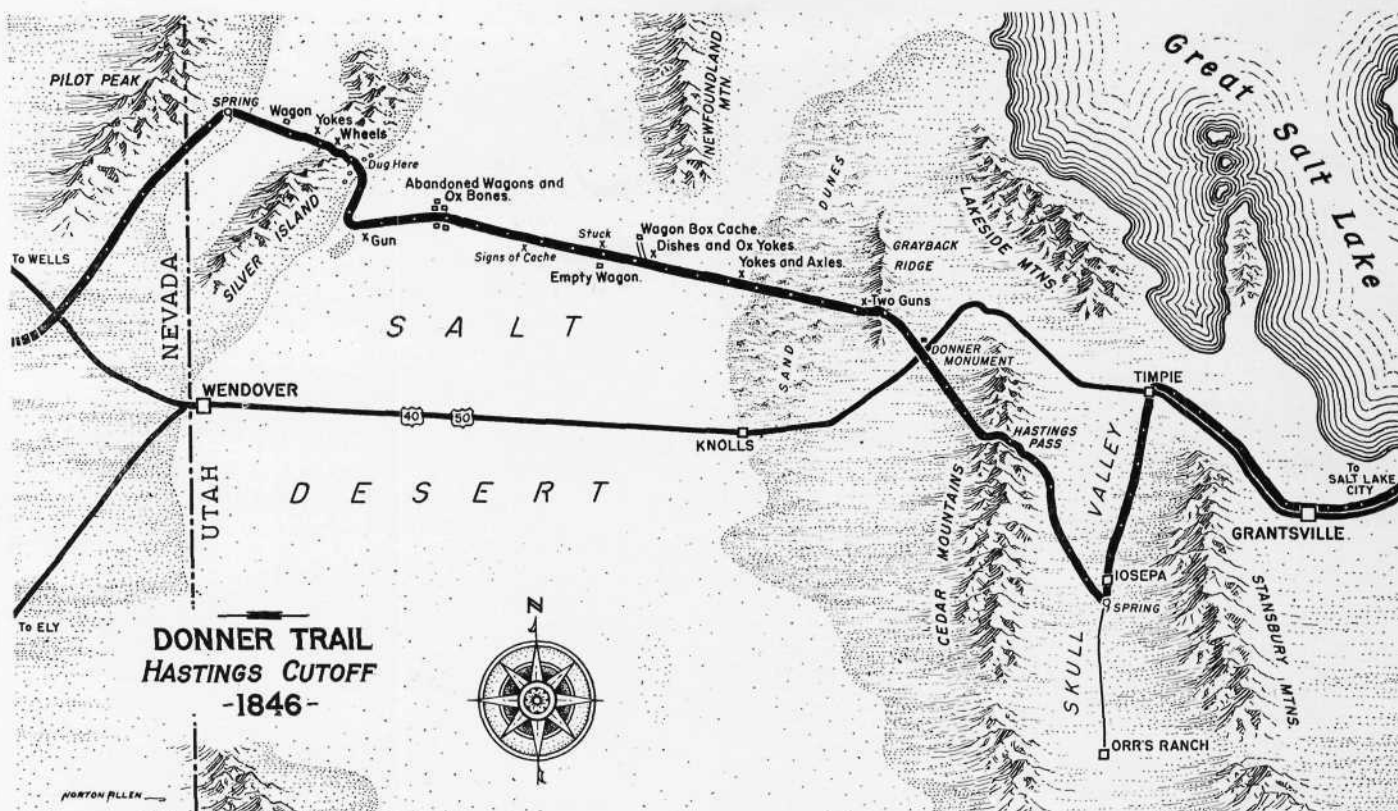 Great
Salt
Lake
PILOT PEAK
SPRING
Wagon
Yokes
Wheels
Dug Here
NEWFOUNDLAND
MTN.
Abandoned Wagons and
Ox Bones.
Gun
SILVER ISLAND
Signs of Cache
Stuck
Empty Wagon.
Wagon Box Cache.
Dishes and Ox Yokes.
Yokes and Axles.
DUNES
SAND
GRAYBACK
RIDGE
LAKESIDE MTNS
x-Two Guns
To WELLS
NEVADA
UTAH
SALT
DESERT
WENDOVER
40
50
KNOLLS
DONNER
MONUMENT
TIMPIE
HASTINGS
PASS
To
SALT LAKE
CITY
GRANTSVILLE.
CEDAR MOUNTAINS
SKULL
VALLEY
IOSEPA
SPRING
STANSBURY
MTNS.
ORR'S RANCH
To ELY
N
DONNER TRAIL
HASTINGS CUTOFF
-1846-
NORTON ALLEN